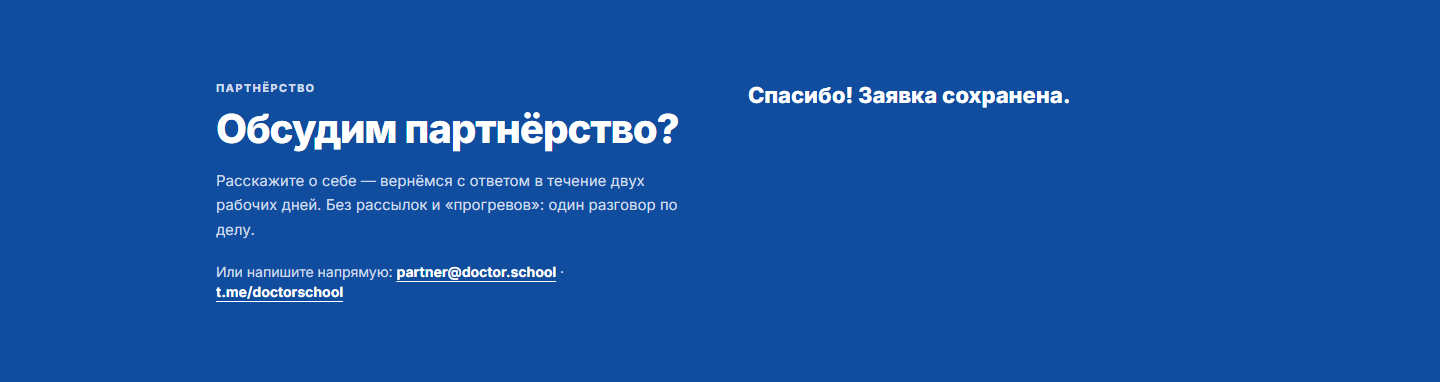 ПАРТНЁРСТВО
Обсудим партнёрство?
Расскажите о себе — вернёмся с ответом в течение двух
рабочих дней. Без рассылок и «прогревов»: один разговор по
делу.
Или напишите напрямую: partner@doctor.school ·
t.me/doctorschool
Спасибо! Заявка сохранена.